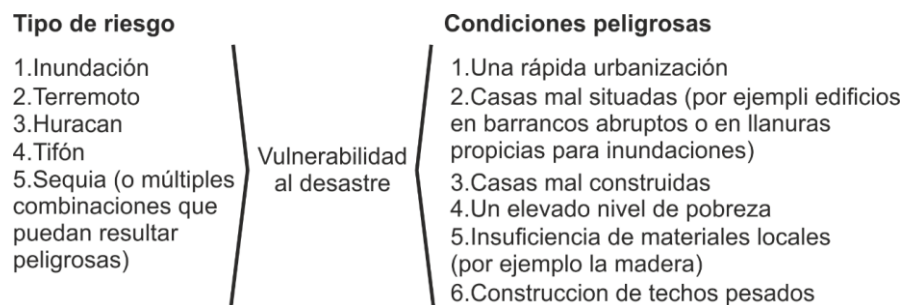 Tipo de riesgo
1.Inundación
2.Terremoto
3.Huracan
4.Tifón
5.Sequia (o múltiples
combinaciones que
puedan resultar
peligrosas)
Vulnerabilidad
al desastre
Condiciones peligrosas
1.Una rápida urbanización
2.Casas mal situadas (por ejempli edificios
en barrancos abruptos o en llanuras
propicias para inundaciones)
3.Casas mal construidas
4.Un elevado nivel de pobreza
5.Insuficiencia de materiales locales
(por ejemplo la madera)
6.Construccion de techos pesados